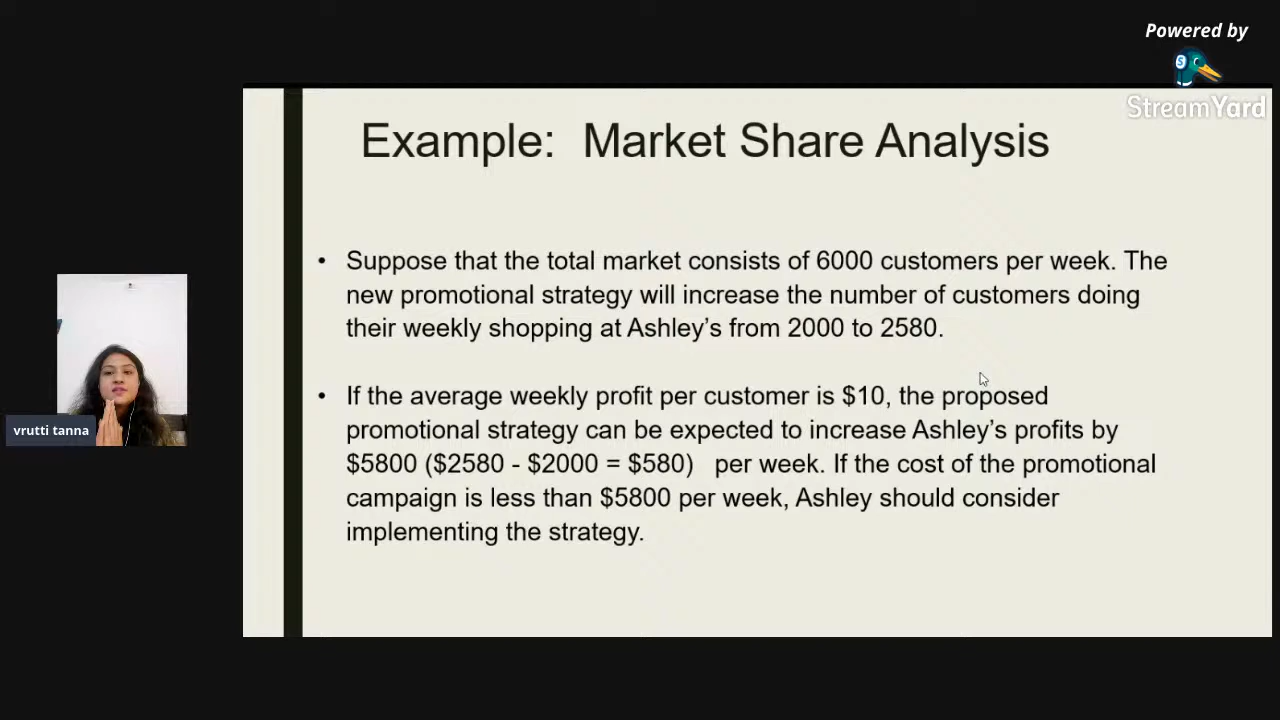 Powered by
StreamYard
Example: Market Share Analysis
• Suppose that the total market consists of 6000 customers per week. The
new promotional strategy will increase the number of customers doing
their weekly shopping at Ashley’s from 2000 to 2580.
• If the average weekly profit per customer is $10, the proposed
promotional strategy can be expected to increase Ashley’s profits by
$5800 ($2580 - $2000 = $580) per week. If the cost of the promotional
campaign is less than $5800 per week, Ashley should consider
implementing the strategy.
vrutti tanna